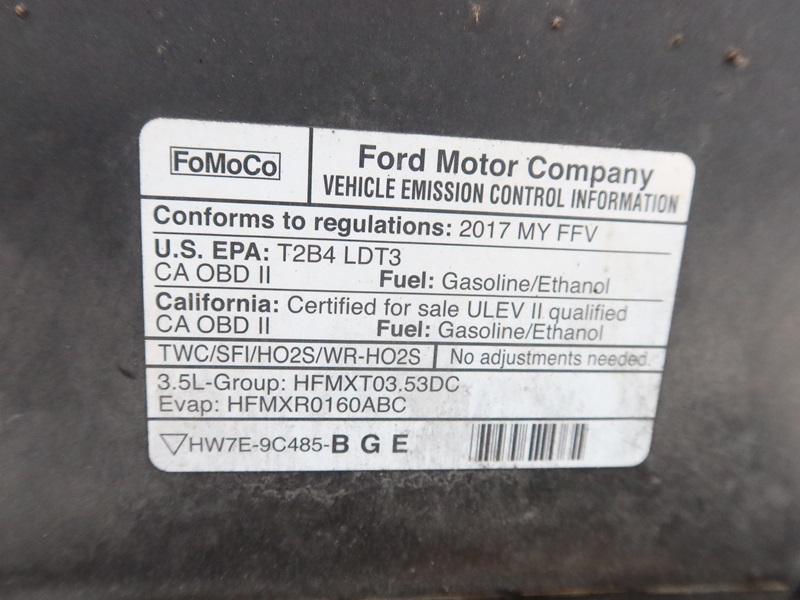 FoMoCo
Ford Motor Company
VEHICLE EMISSION CONTROL INFORMATION
Conforms to regulations: 2017 MY FFV
U.S. EPA: T2B4 LDT3
CA OBD II Fuel: Gasoline/Ethanol
California: Certified for sale ULEV II qualified
CA OBD II Fuel: Gasoline/Ethanol
TWC/SFI/HO2S/WR-HO2S No adjustments needed.
3.5L-Group: HFMXT03.53DC
Evap: HFMXR0160ABC
HW7E-9C485-B G E